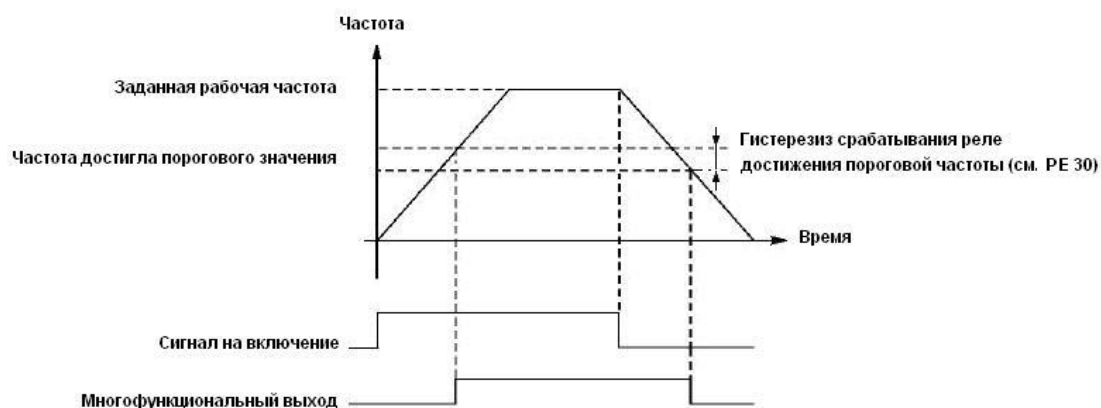 Частота
Заданная рабочая частота
Гистерезиз срабатывания реле
Частота достигла порогового значения
достижения пороговой частоты (см. PE 30)
Время
Сигнал на включение
Многофункциональный выход